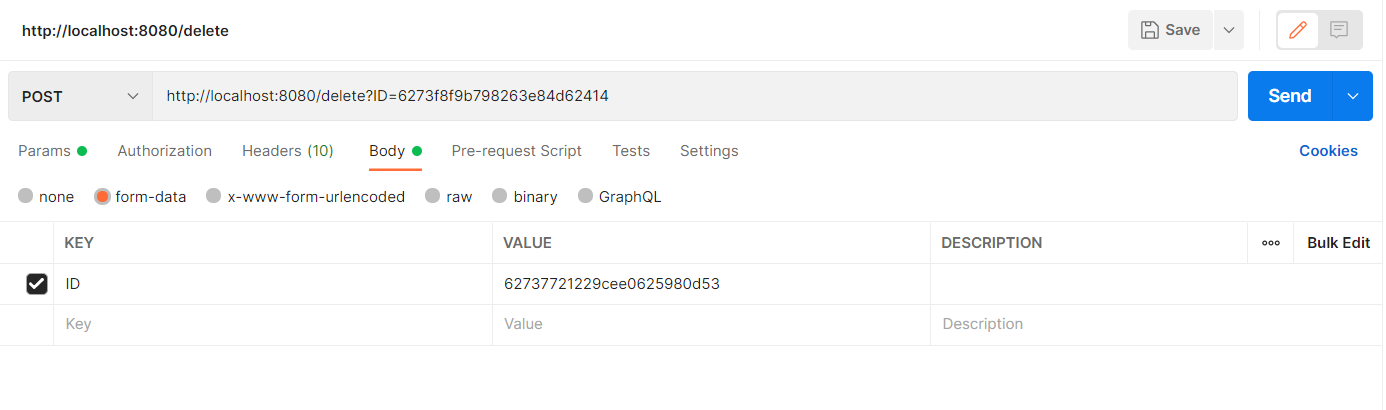 http://localhost:8080/delete
Save
POST
http://localhost:8080/delete?ID=6273f8f9b798263e84d62414
Send
Params Authorization Headers (10) Body Pre-request Script Tests Settings Cookies
none form-data x-www-form-urlencoded raw binary GraphQL
KEY VALUE DESCRIPTION ooo Bulk Edit
ID 62737721229cee0625980d53
Key Value Description